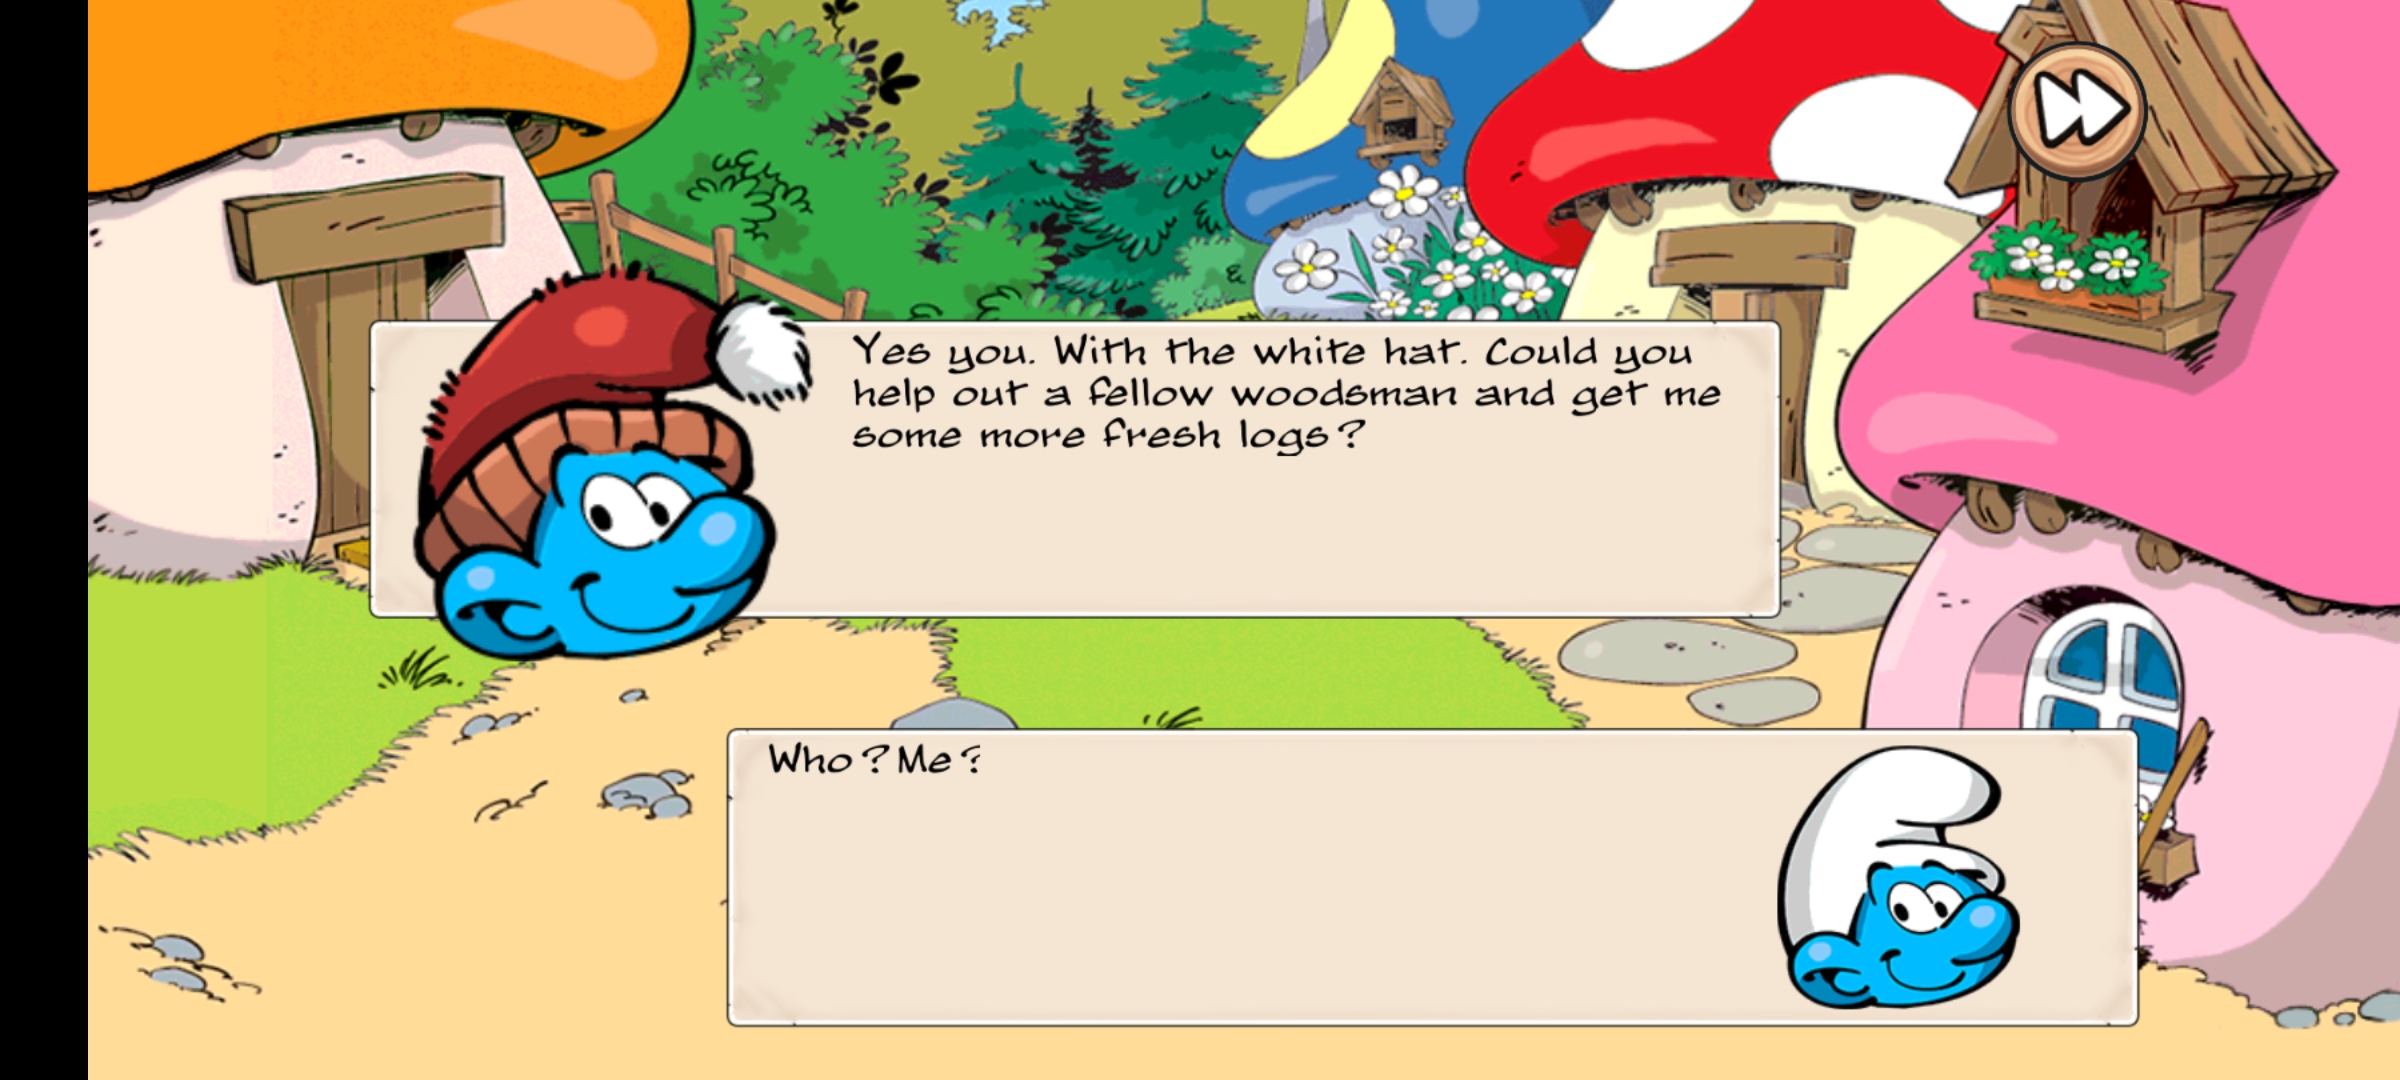 Yes you. With the white hat. Could you
help out a fellow woodsman and get me
some more fresh logs?
Who? Me?